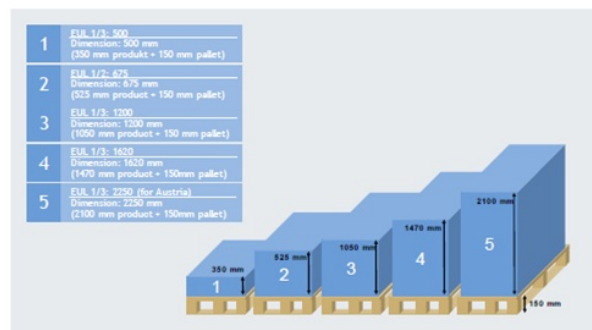 1
EUL 1/3: 500
Dimension: 500 mm
(350 mm produkt + 150 mm pallet)
2
EUL 1/2: 675
Dimension: 675 mm
(525 mm product + 150 mm pallet)
3
EUL 1/3: 1200
Dimension: 1200 mm
(1050 mm product + 150 mm pallet)
4
EUL 1/3: 1620
Dimension: 1620 mm
(1470 mm product + 150mm pallet)
5
EUL 1/3: 2250 (for Austria)
Dimension: 2250 mm
(2100 mm product + 150mm pallet)
350 mm
525 mm
1050 mm
1470 mm
2100 mm
1
2
3
4
5
150 mm